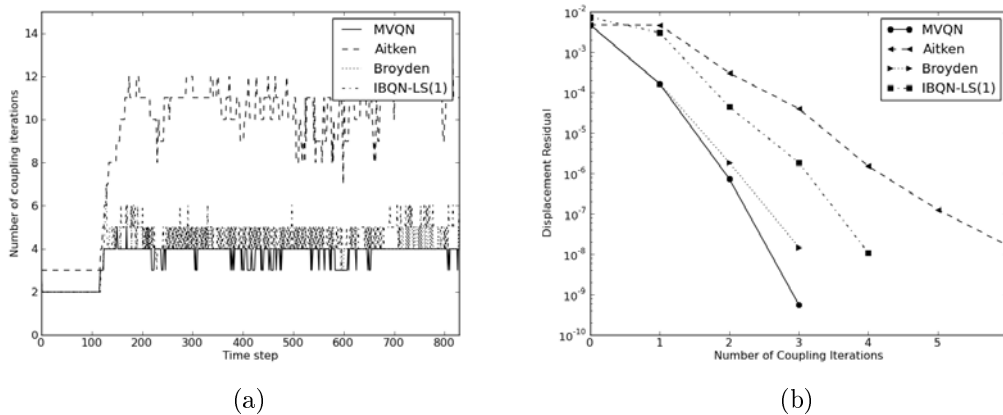 14
12
10
8
6
4
2
0
Number of coupling iterations
0
100
200
300
400
500
600
700
800
Time step
MVQN
Aitken
Broyden
IBQN-LS(1)
(a)
10^-2
10^-3
10^-4
10^-5
10^-6
10^-7
10^-8
10^-9
10^-10
Displacement Residual
0
1
2
3
4
5
Number of Coupling Iterations
MVQN
Aitken
Broyden
IBQN-LS(1)
(b)